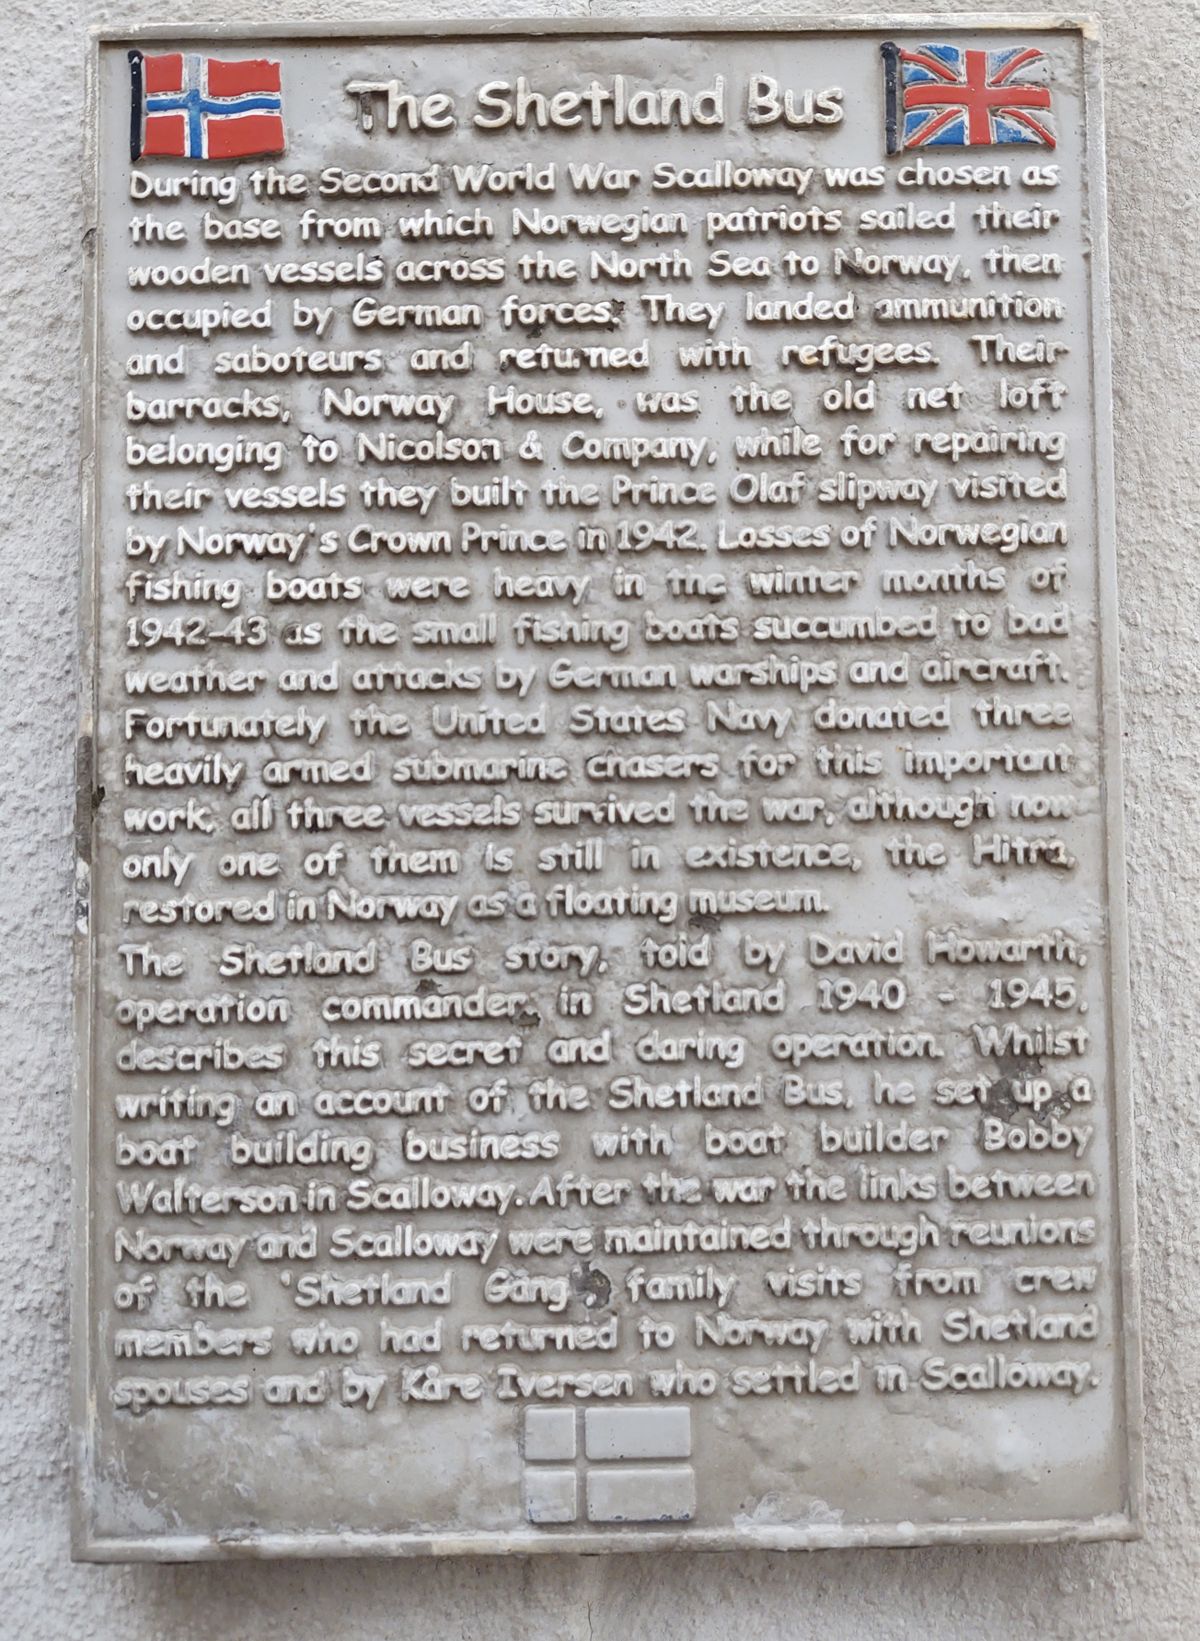 The Shetland Bus
During the Second World War Scalloway was chosen as
the base from which Norwegian patriots sailed their
wooden vessels across the North Sea to Norway, then
occupied by German forces. They landed ammunition
and saboteurs and returned with refugees. Their
barracks, Norway House, was the old net loft
belonging to Nicolson & Company, while for repairing
their vessels they built the Prince Olaf slipway visited
by Norway's Crown Prince in 1942. Losses of Norwegian
fishing boats were heavy in the winter months of
1942-43 as the small fishing boats succumbed to bad
weather and attacks by German warships and aircraft.
Fortunately the United States Navy donated three
heavily armed submarine chasers for this important
work, all three vessels survived the war, although now
only one of them is still in existence, the Hitra,
restored in Norway as a floating museum.
The Shetland Bus story, told by David Howarth,
operation commander in Shetland 1940 - 1945,
describes this secret and daring operation. Whilst
writing an account of the Shetland Bus, he set up a
boat building business with boat builder Bobby
Walterson in Scalloway. After the war the links between
Norway and Scalloway were maintained through reunions
of the 'Shetland Gang' family visits from crew
members who had returned to Norway with Shetland
spouses and by Kåre Iversen who settled in Scalloway.